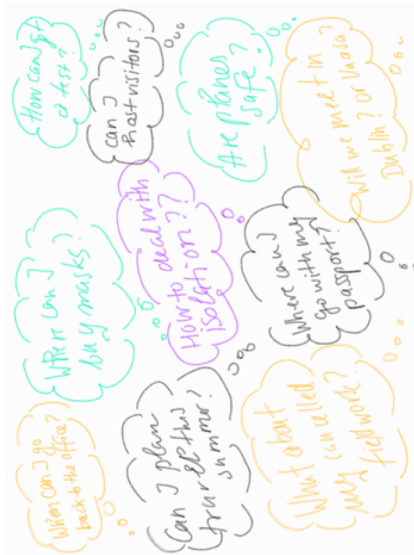 When can I go
back to the office?
Where can I
buy masks?
How can I get
a test?
Can I plan
travel this
summer?
How to deal with
isolation??
can I
host visitors?
What about
cancelled
my fieldwork?
Where can I
go with my
passport?
Are planes
safe?
Will we meet in
Dublin? or Vaasa?